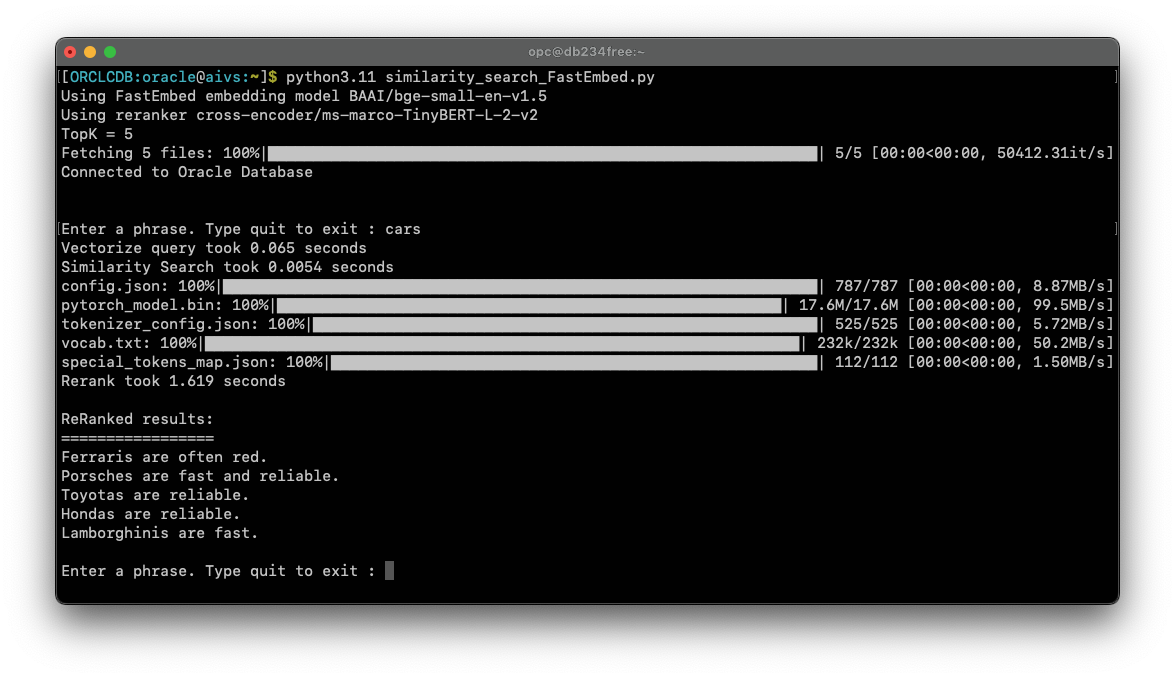 opc@db234free:~
[[ORCLCDB:oracle@aivs:~]$ python3.11 similarity_search_FastEmbed.py ]
Using FastEmbed embedding model BAAI/bge-small-en-v1.5
Using reranker cross-encoder/ms-marco-TinyBERT-L-2-v2
TopK = 5
Fetching 5 files: 100%|██████████| 5/5 [00:00<00:00, 50412.31it/s]
Connected to Oracle Database
[Enter a phrase. Type quit to exit : cars ]
Vectorize query took 0.065 seconds
Similarity Search took 0.0054 seconds
config.json: 100%|██████████| 787/787 [00:00<00:00, 8.87MB/s]
pytorch_model.bin: 100%|██████████| 17.6M/17.6M [00:00<00:00, 99.5MB/s]
tokenizer_config.json: 100%|██████████| 525/525 [00:00<00:00, 5.72MB/s]
vocab.txt: 100%|██████████| 232k/232k [00:00<00:00, 50.2MB/s]
special_tokens_map.json: 100%|██████████| 112/112 [00:00<00:00, 1.50MB/s]
Rerank took 1.619 seconds
ReRanked results:
=================
Ferraris are often red.
Porsches are fast and reliable.
Toyotas are reliable.
Hondas are reliable.
Lamborghinis are fast.
Enter a phrase. Type quit to exit :